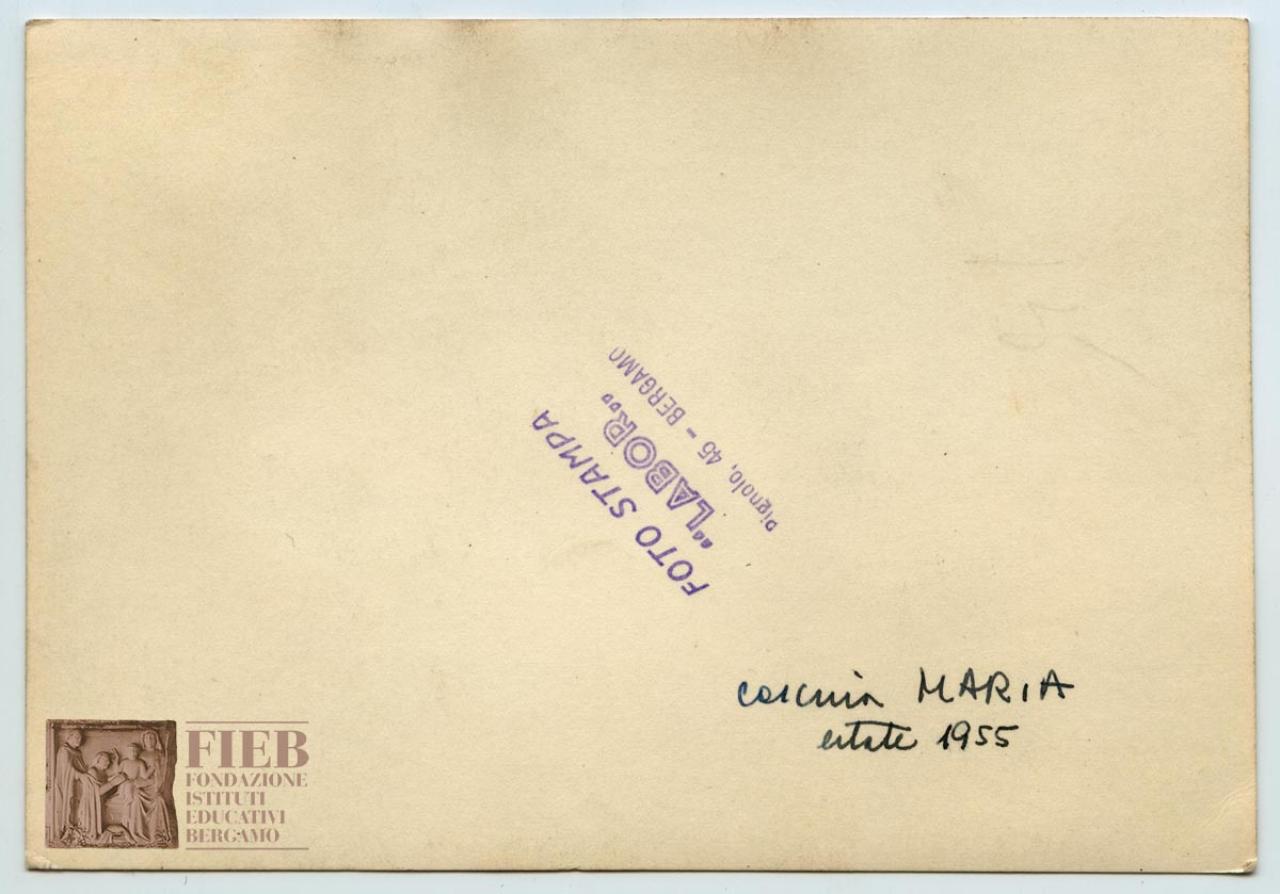 FOTO STAMPA
"LABOR"
Pignolo, 45 - BERGAMO
cascina MARIA
estate 1955
FIEB
FONDAZIONE
ISTITUTI
EDUCATIVI
BERGAMO